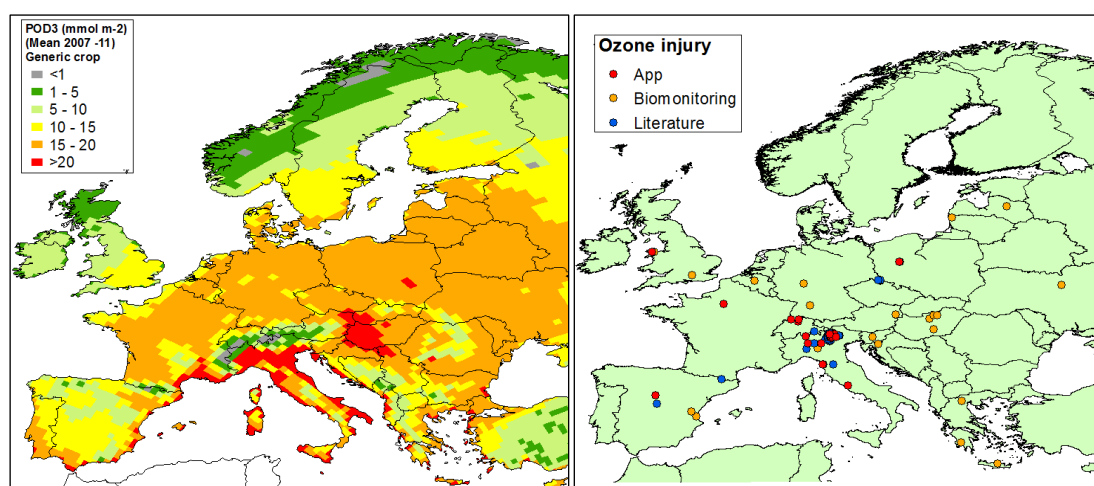 POD3 (mmol m-2)
(Mean 2007 -11)
Generic crop
<1
1 - 5
5 - 10
10 - 15
15 - 20
>20
Ozone injury
App
Biomonitoring
Literature